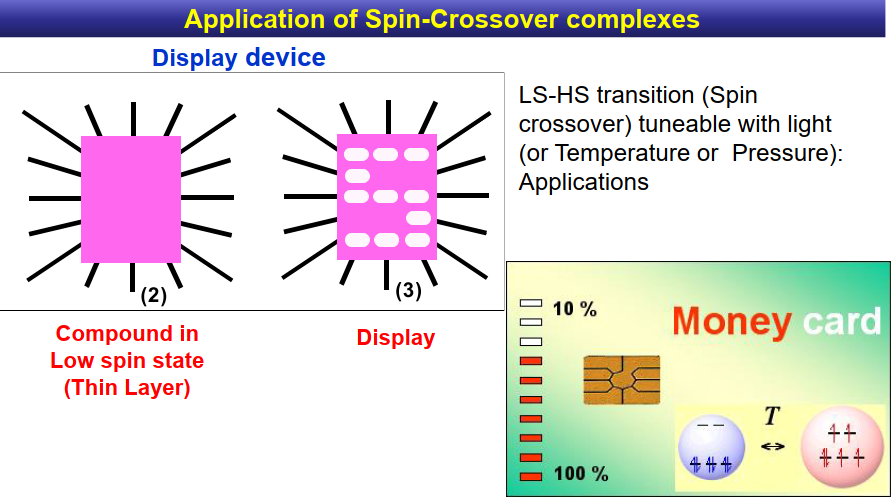 Application of Spin-Crossover complexes
Display device
(2)
(3)
Compound in
Low spin state
(Thin Layer)
Display
LS-HS transition (Spin
crossover) tuneable with light
(or Temperature or Pressure):
Applications
10 %
Money card
T
100 %